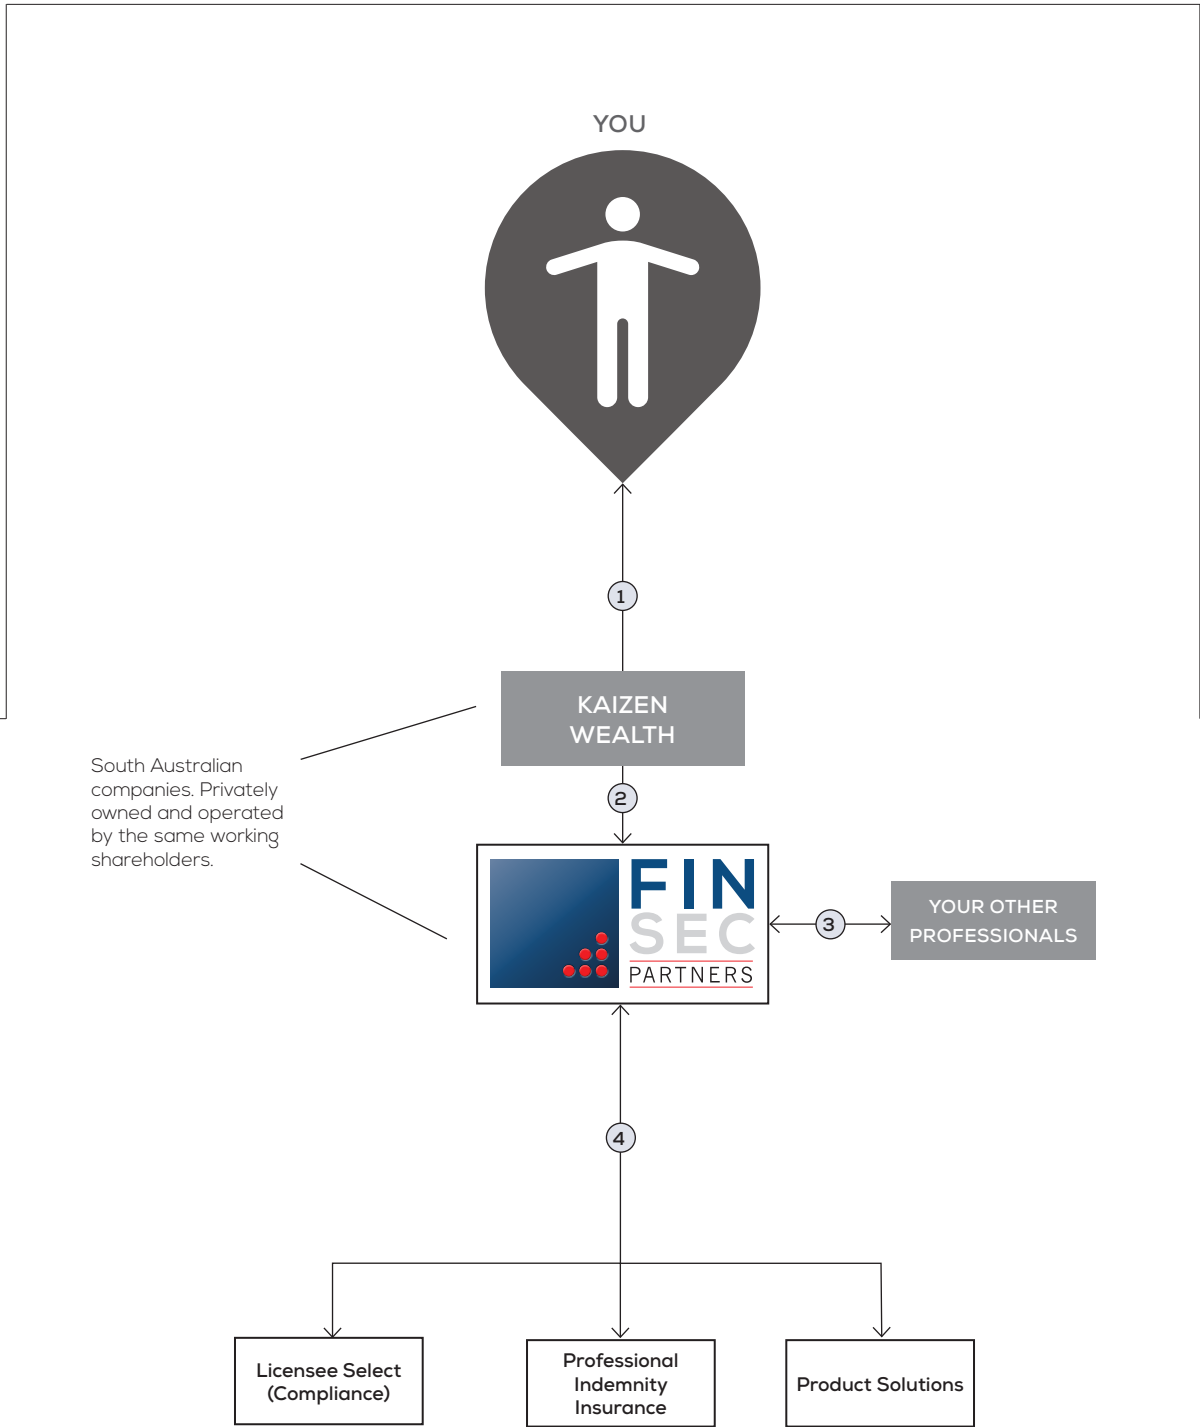 YOU
1
KAIZEN
WEALTH
2
South Australian
companies. Privately
owned and operated
by the same working
shareholders.
FIN
SEC
PARTNERS
3
YOUR OTHER
PROFESSIONALS
4
Licensee Select
(Compliance)
Professional
Indemnity
Insurance
Product Solutions